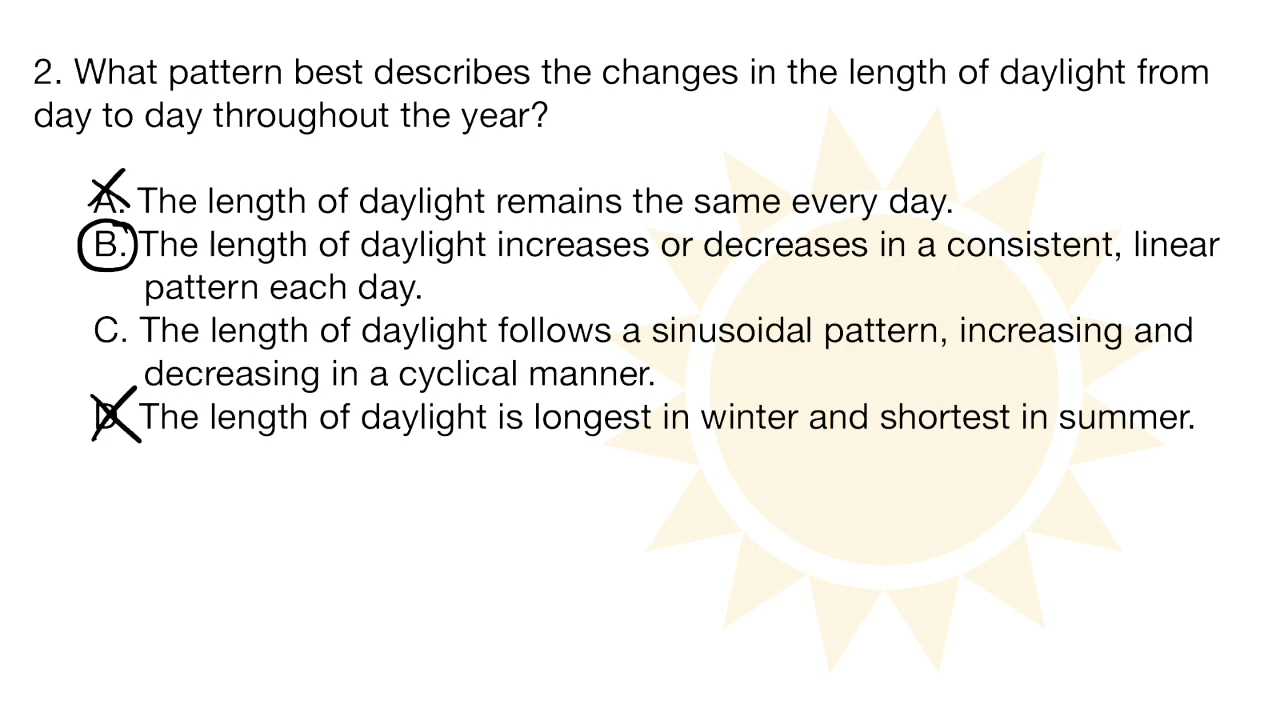 2. What pattern best describes the changes in the length of daylight from
day to day throughout the year?
A. The length of daylight remains the same every day.
B. The length of daylight increases or decreases in a consistent, linear
pattern each day.
C. The length of daylight follows a sinusoidal pattern, increasing and
decreasing in a cyclical manner.
D. The length of daylight is longest in winter and shortest in summer.